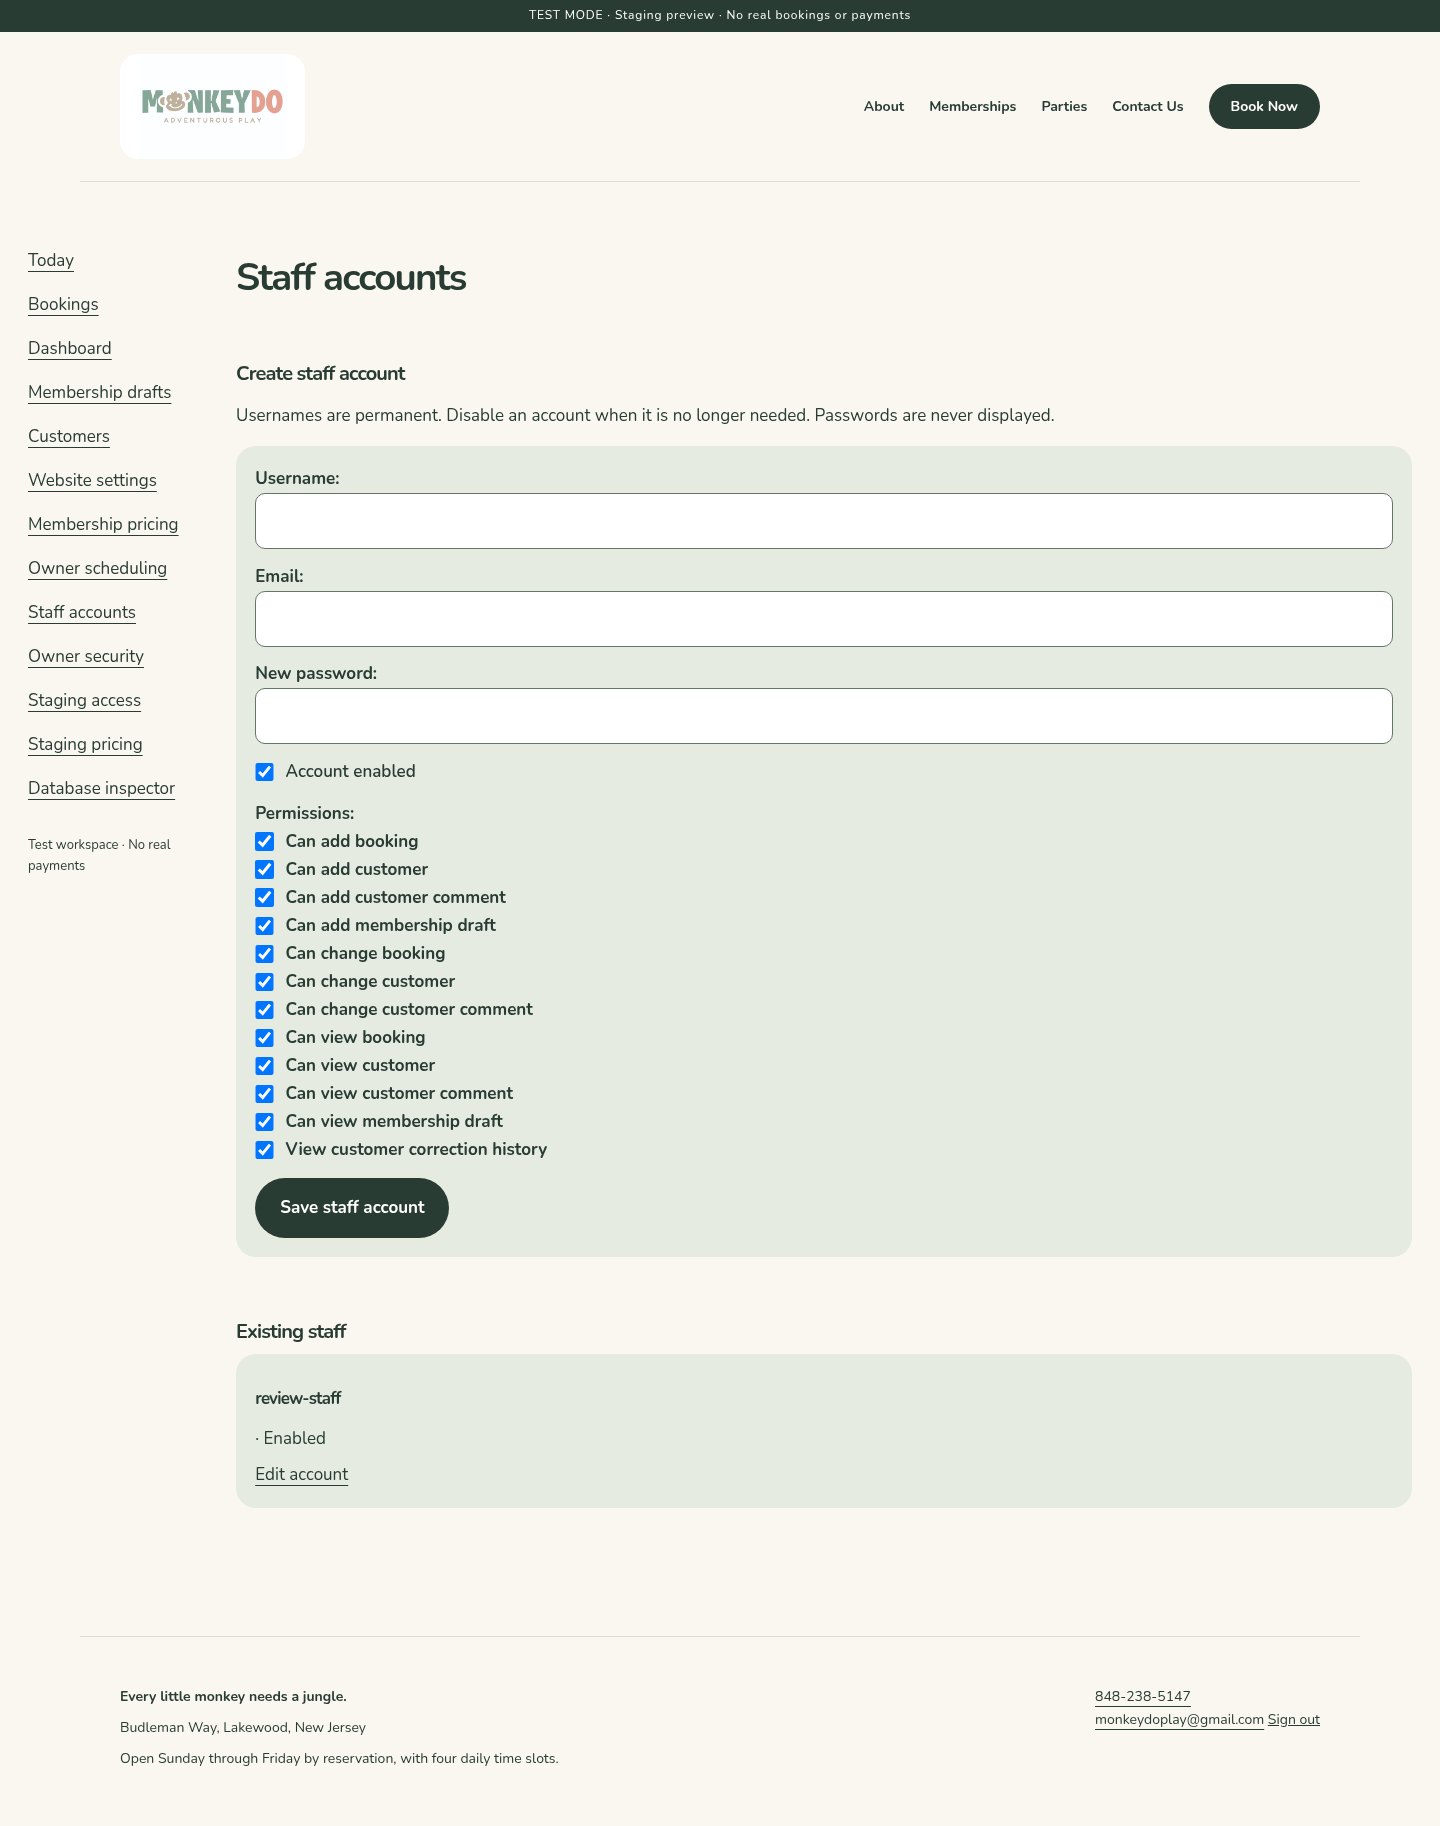 TEST MODE · Staging preview · No real bookings or payments
MONKEYDO
ADVENTUROUS PLAY
About
Memberships
Parties
Contact Us
Book Now
Today
Bookings
Dashboard
Membership drafts
Customers
Website settings
Membership pricing
Owner scheduling
Staff accounts
Owner security
Staging access
Staging pricing
Database inspector
Test workspace · No real
payments
Staff accounts
Create staff account
Usernames are permanent. Disable an account when it is no longer needed. Passwords are never displayed.
Username:
Email:
New password:
Account enabled
Permissions:
Can add booking
Can add customer
Can add customer comment
Can add membership draft
Can change booking
Can change customer
Can change customer comment
Can view booking
Can view customer
Can view customer comment
Can view membership draft
View customer correction history
Save staff account
Existing staff
review-staff
· Enabled
Edit account
Every little monkey needs a jungle.
Budleman Way, Lakewood, New Jersey
Open Sunday through Friday by reservation, with four daily time slots.
848-238-5147
monkeydoplay@gmail.com Sign out